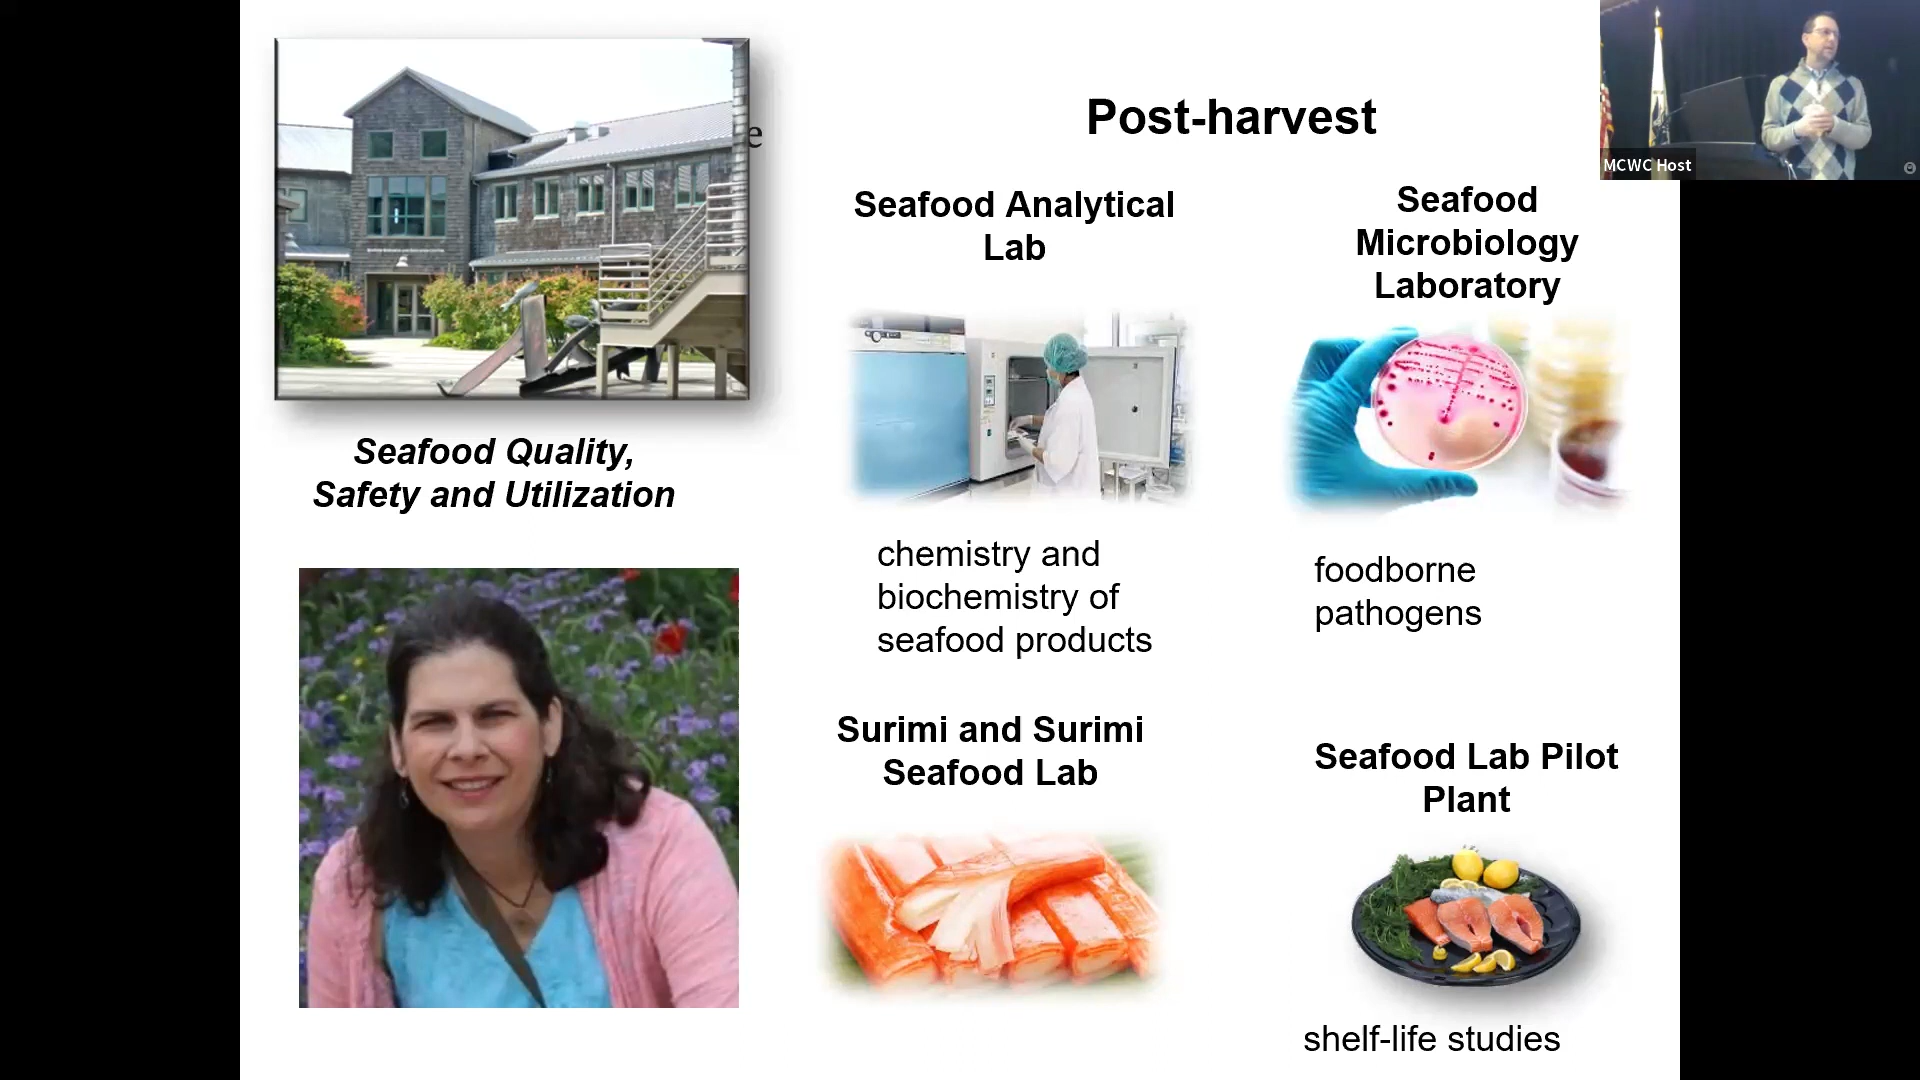 e
Post-harvest
MCWC Host
Seafood Analytical
Lab
Seafood
Microbiology
Laboratory
Seafood Quality,
Safety and Utilization
chemistry and
biochemistry of
seafood products
foodborne
pathogens
Surimi and Surimi
Seafood Lab
Seafood Lab Pilot
Plant
shelf-life studies